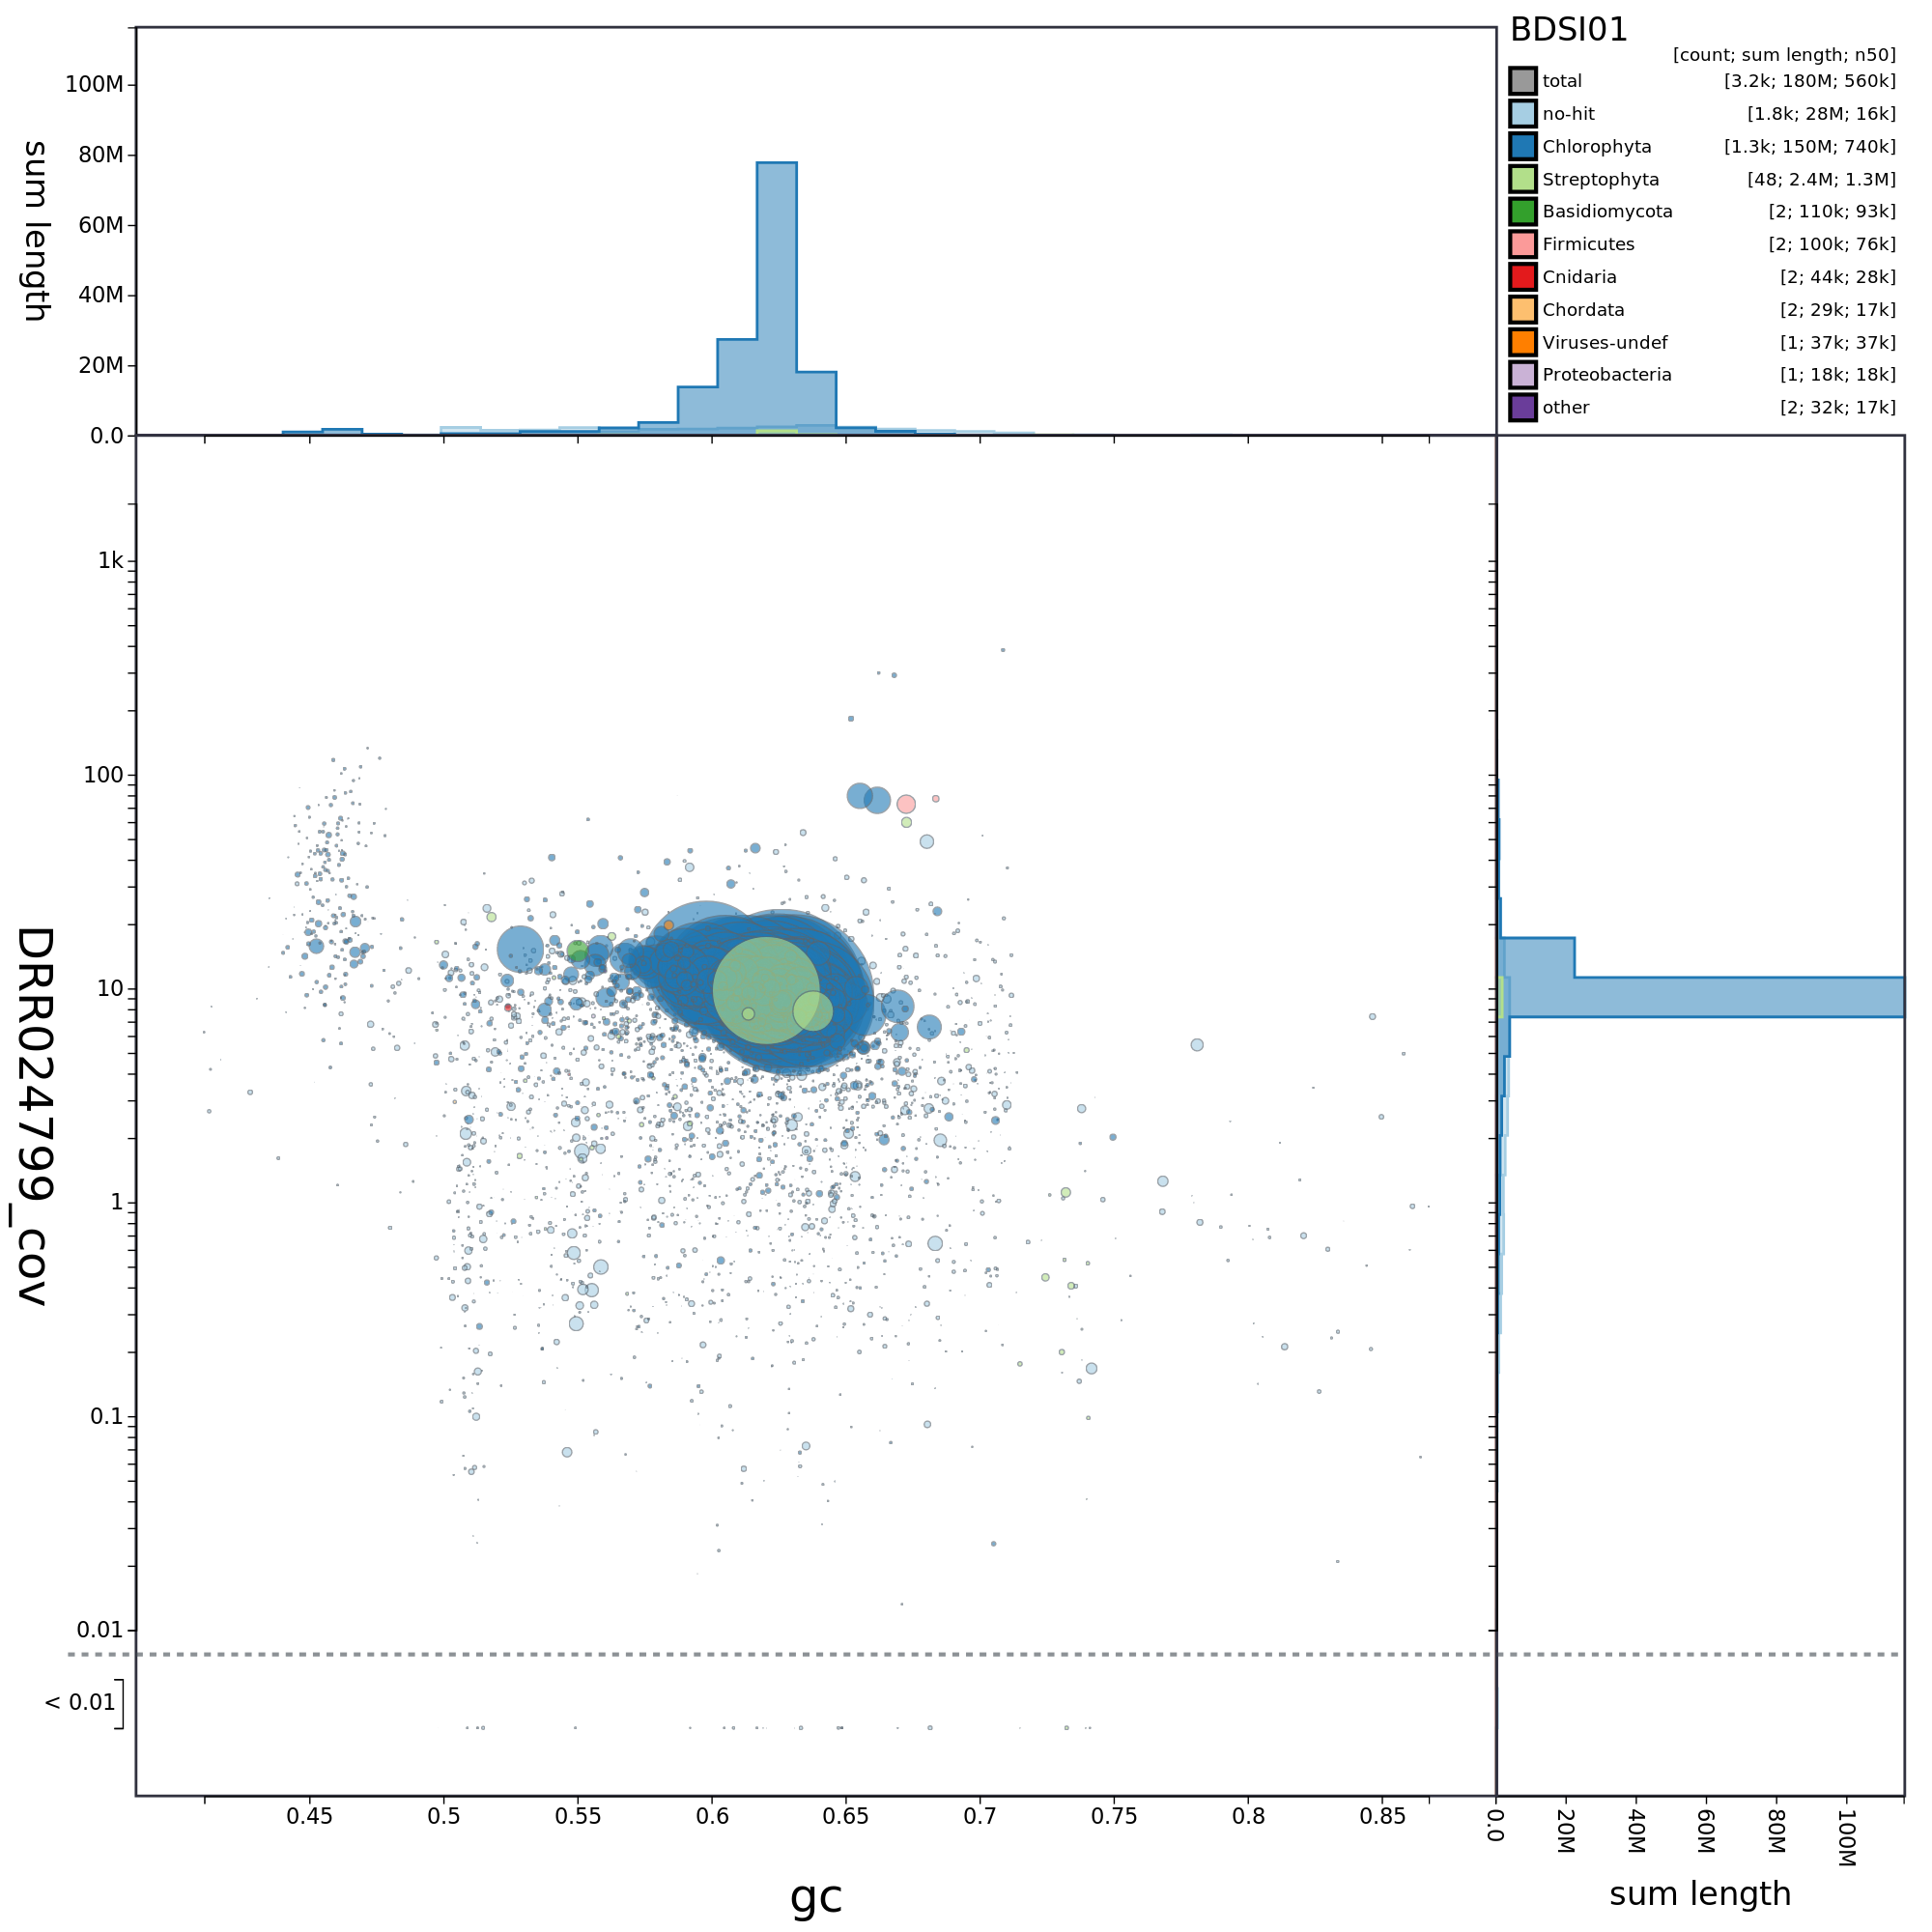 BDSI01
[count; sum length; n50]
total [3.2k; 180M; 560k]
no-hit [1.8k; 28M; 16k]
Chlorophyta [1.3k; 150M; 740k]
Streptophyta [48; 2.4M; 1.3M]
Basidiomycota [2; 110k; 93k]
Firmicutes [2; 100k; 76k]
Cnidaria [2; 44k; 28k]
Chordata [2; 29k; 17k]
Viruses-undef [1; 37k; 37k]
Proteobacteria [1; 18k; 18k]
other [2; 32k; 17k]
sum length
100M
80M
60M
40M
20M
0.0
DRR024799_cov
1k
100
10
1
0.1
0.01
< 0.01
0.45 0.5 0.55 0.6 0.65 0.7 0.75 0.8 0.85
gc
0.0 20M 40M 60M 80M 100M
sum length